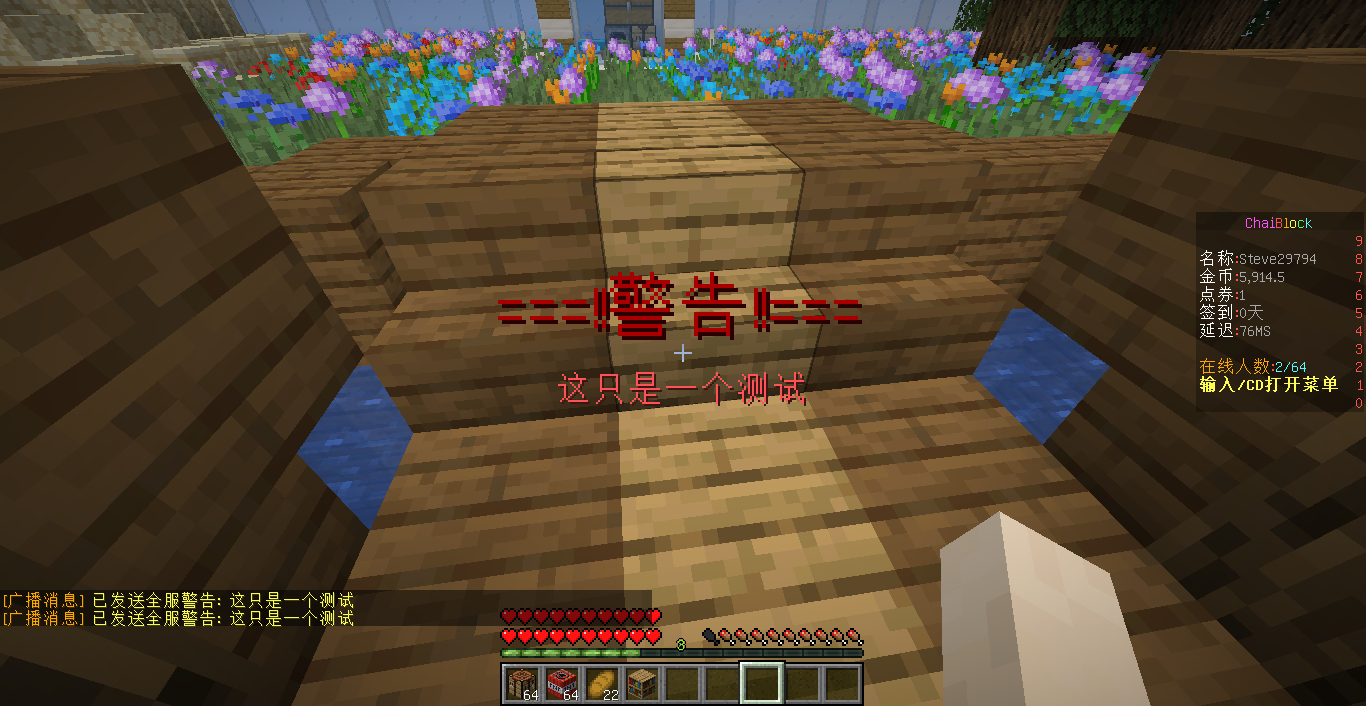 ChaiBlock
9
名称:Steve29794 8
金币:5,914.5 7
点券:1 6
签到:0天 5
延迟:76MS 4
3
在线人数:2/64 2
输入/CD打开菜单 1
0
===!!警告!!===
这只是一个测试
[广播消息] 已发送全服警告: 这只是一个测试
[广播消息] 已发送全服警告: 这只是一个测试
8
64 64 22